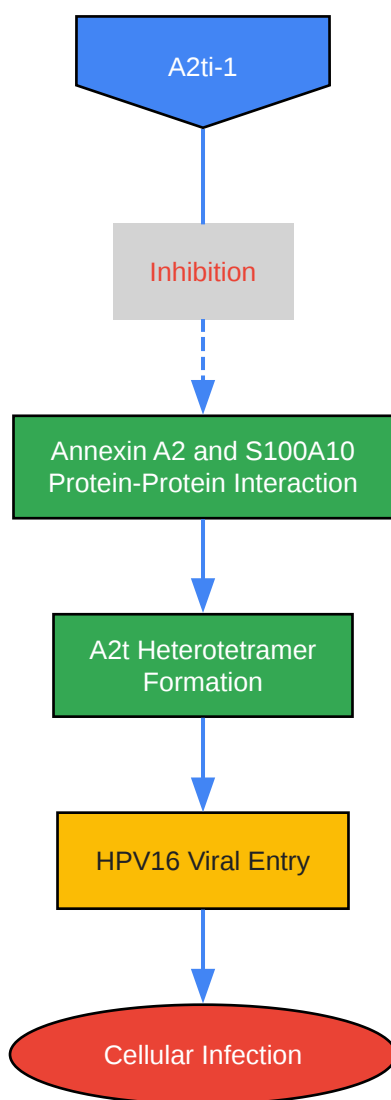 A2ti-1
Inhibition
Annexin A2 and S100A10
Protein-Protein Interaction
A2t Heterotetramer
Formation
HPV16 Viral Entry
Cellular Infection